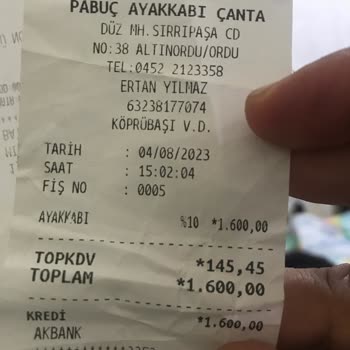 PABUÇ AYAKKABI ÇANTA
DÜZ MH.SIRRIPAŞA CD
NO:38 ALTINORDU/ORDU
TEL:0452 2123358
ERTAN YILMAZ
63238177074
KÖPRÜBAŞI V.D.
TARİH : 04/08/2023
SAAT : 15:02:04
FİŞ NO : 0005
AYAKKABI %10 *1.600,00
TOPKDV *145,45
TOPLAM *1.600,00
KREDİ *1.600,00
AKBANK